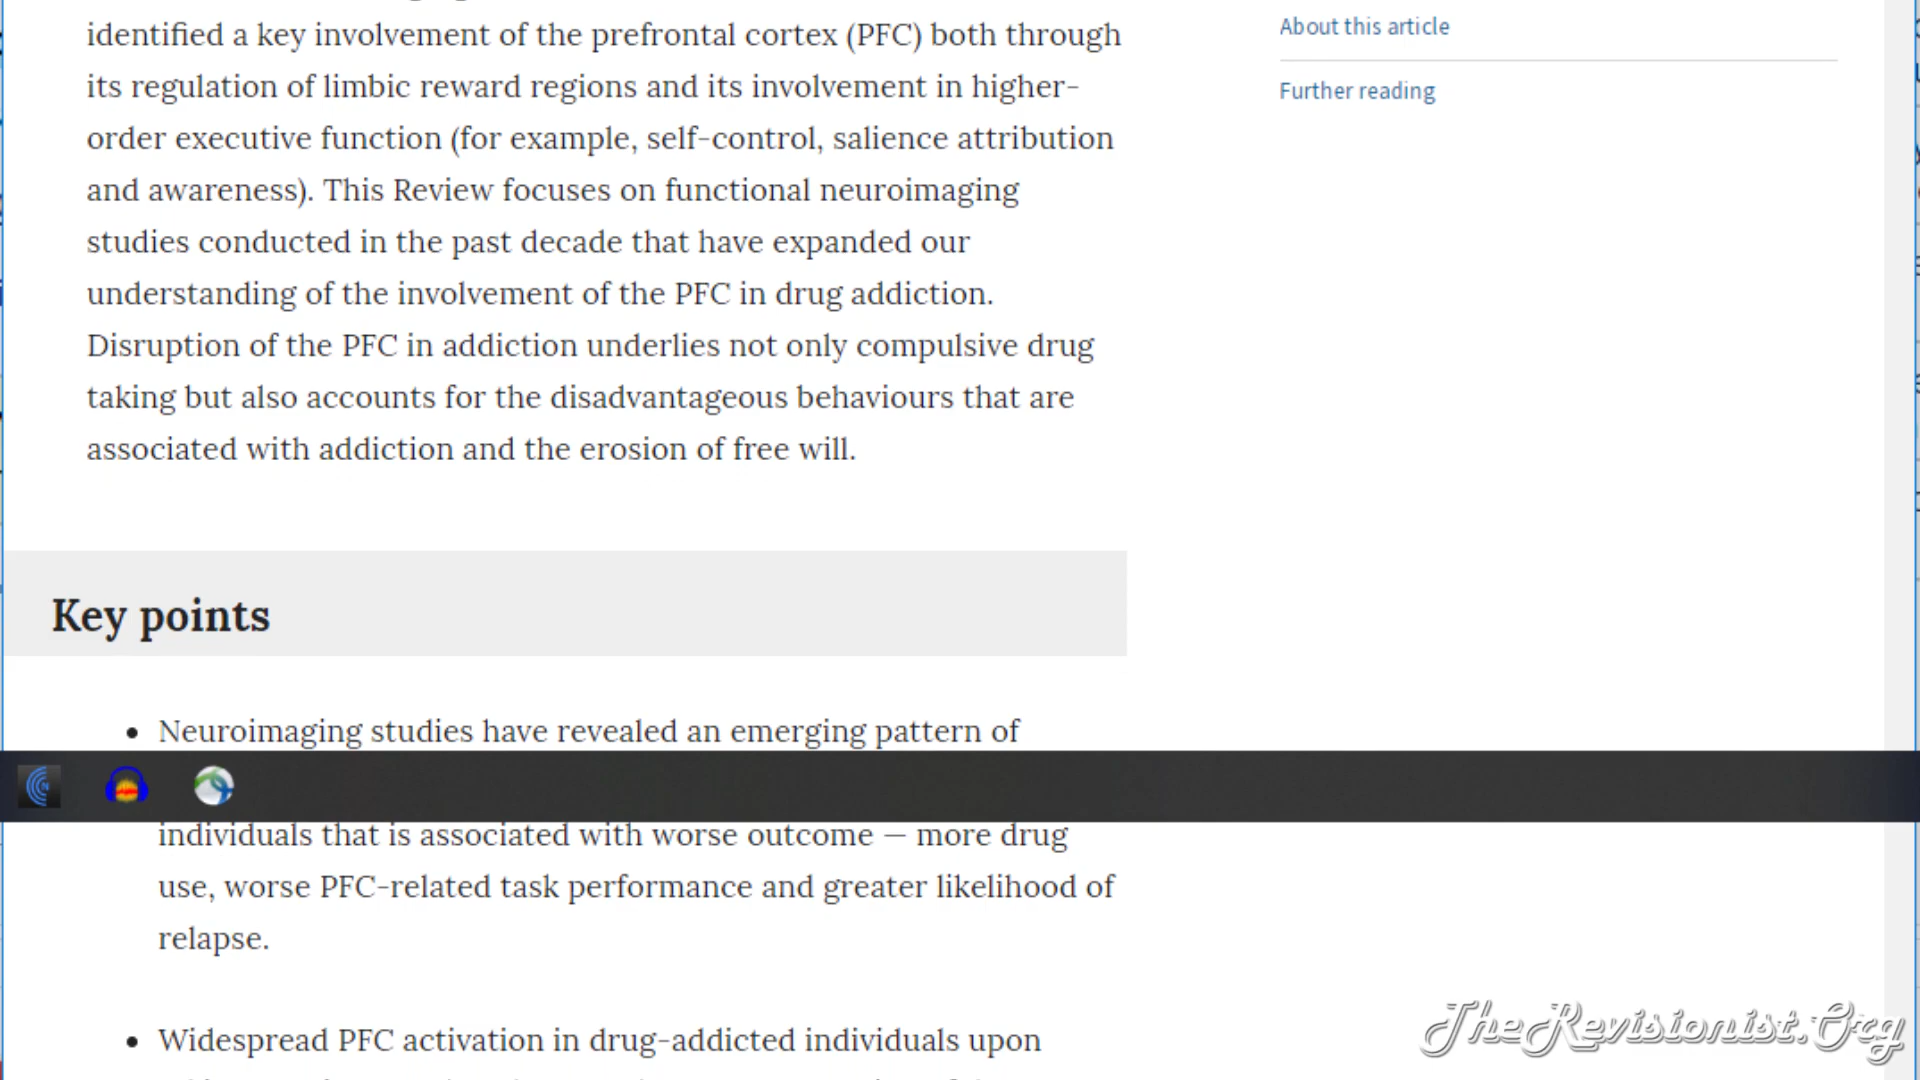 identified a key involvement of the prefrontal cortex (PFC) both through
its regulation of limbic reward regions and its involvement in higher-
order executive function (for example, self-control, salience attribution
and awareness). This Review focuses on functional neuroimaging
studies conducted in the past decade that have expanded our
understanding of the involvement of the PFC in drug addiction.
Disruption of the PFC in addiction underlies not only compulsive drug
taking but also accounts for the disadvantageous behaviours that are
associated with addiction and the erosion of free will.
Key points
• Neuroimaging studies have revealed an emerging pattern of
individuals that is associated with worse outcome — more drug
use, worse PFC-related task performance and greater likelihood of
relapse.
• Widespread PFC activation in drug-addicted individuals upon
About this article
Further reading
TheRevisionist.Org